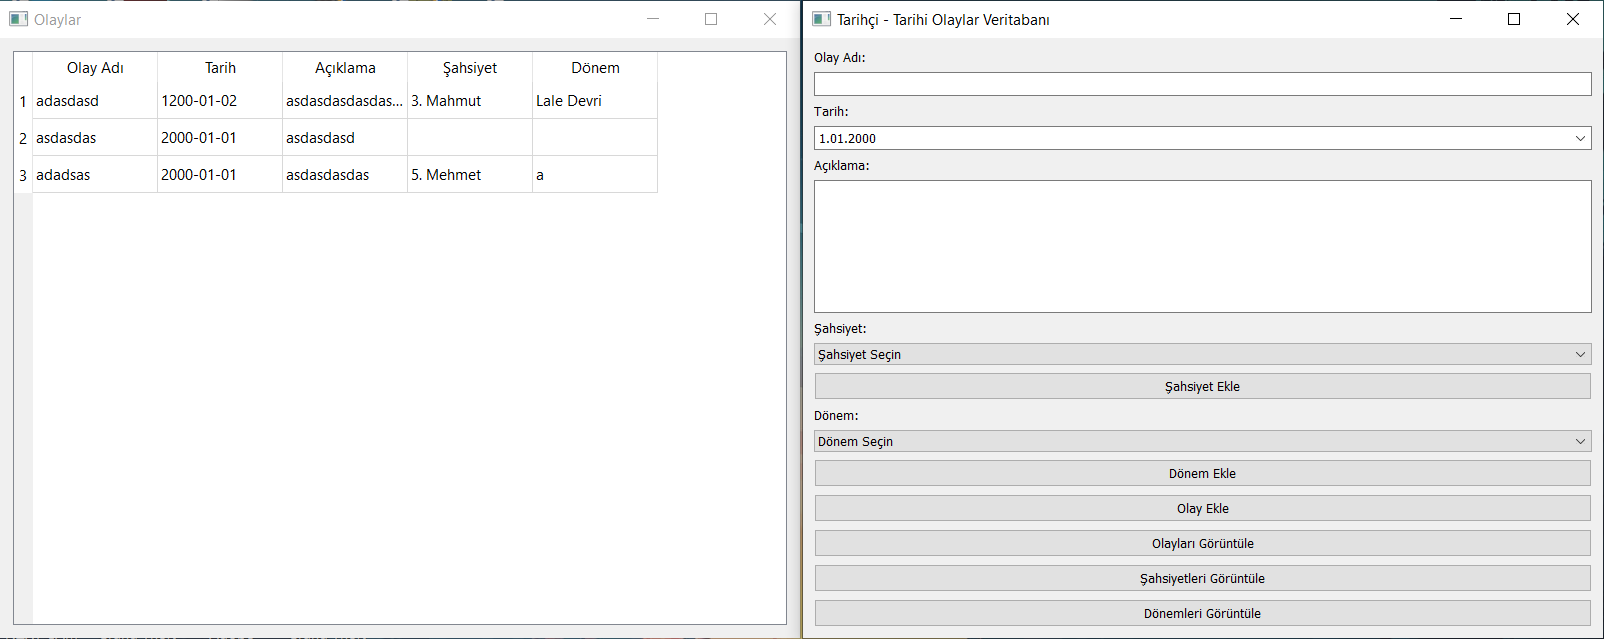 Olaylar
Olay Adı Tarih Açıklama Şahsiyet Dönem
1 adasdasd 1200-01-02 asdasdasdasdas... 3. Mahmut Lale Devri
2 asdasdas 2000-01-01 asdasdasd
3 adadsas 2000-01-01 asdasdasdas 5. Mehmet a
Tarihçi - Tarihi Olaylar Veritabanı
Olay Adı:
Tarih:
1.01.2000
Açıklama:
Şahsiyet:
Şahsiyet Seçin
Şahsiyet Ekle
Dönem:
Dönem Seçin
Dönem Ekle
Olay Ekle
Olayları Görüntüle
Şahsiyetleri Görüntüle
Dönemleri Görüntüle